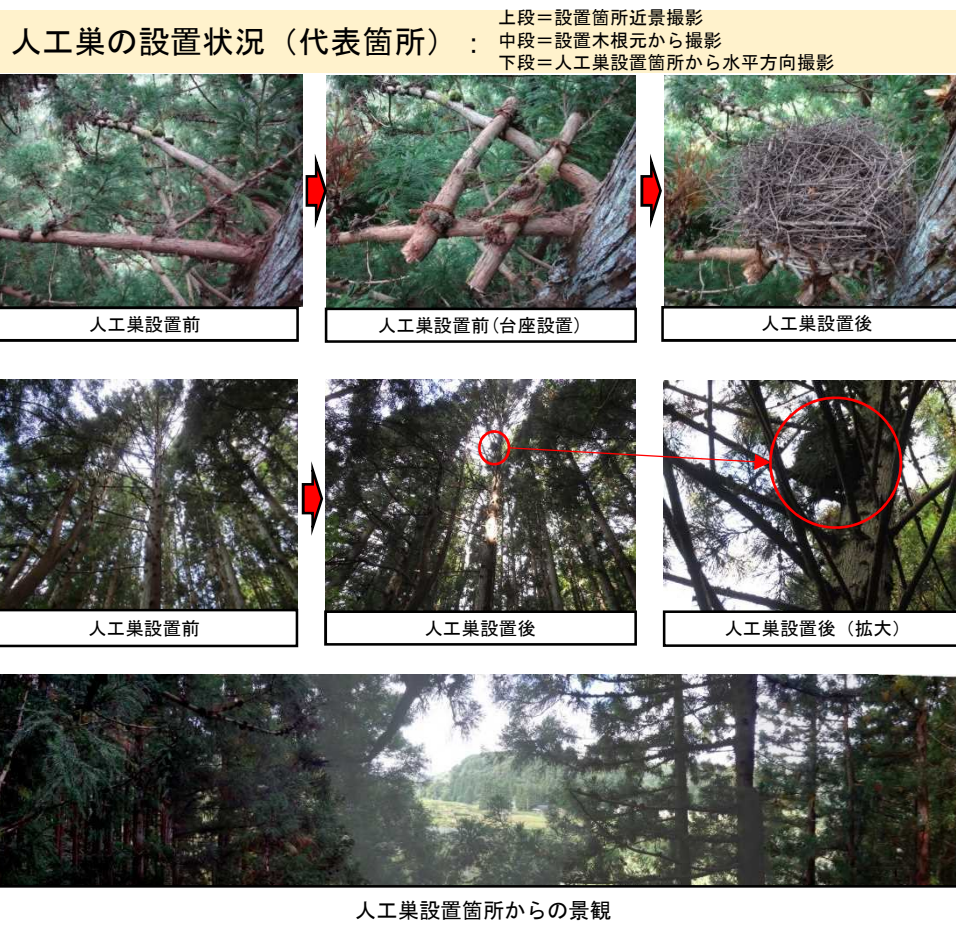 人工巣の設置状況（代表箇所）：
上段＝設置箇所近景撮影
中段＝設置木根元から撮影
下段＝人工巣設置箇所から水平方向撮影
人工巣設置前
人工巣設置前(台座設置)
人工巣設置後
人工巣設置前
人工巣設置後
人工巣設置後（拡大）
人工巣設置箇所からの景観